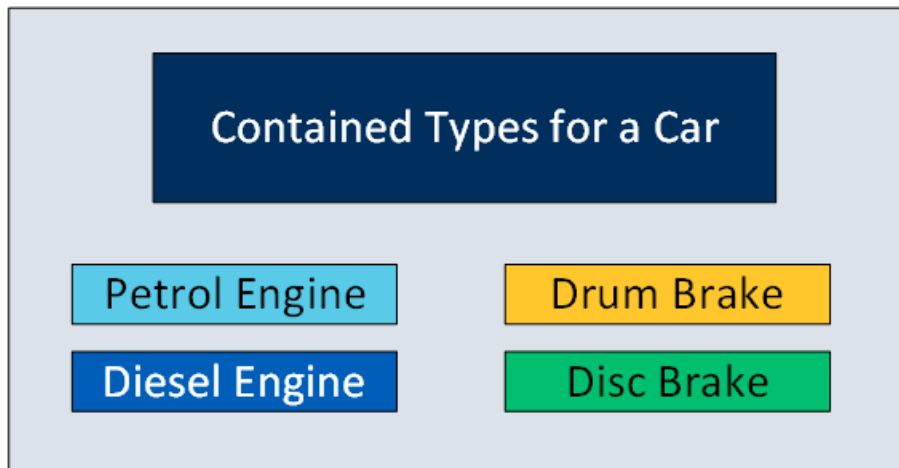 Contained Types for a Car
Petrol Engine
Drum Brake
Diesel Engine
Disc Brake